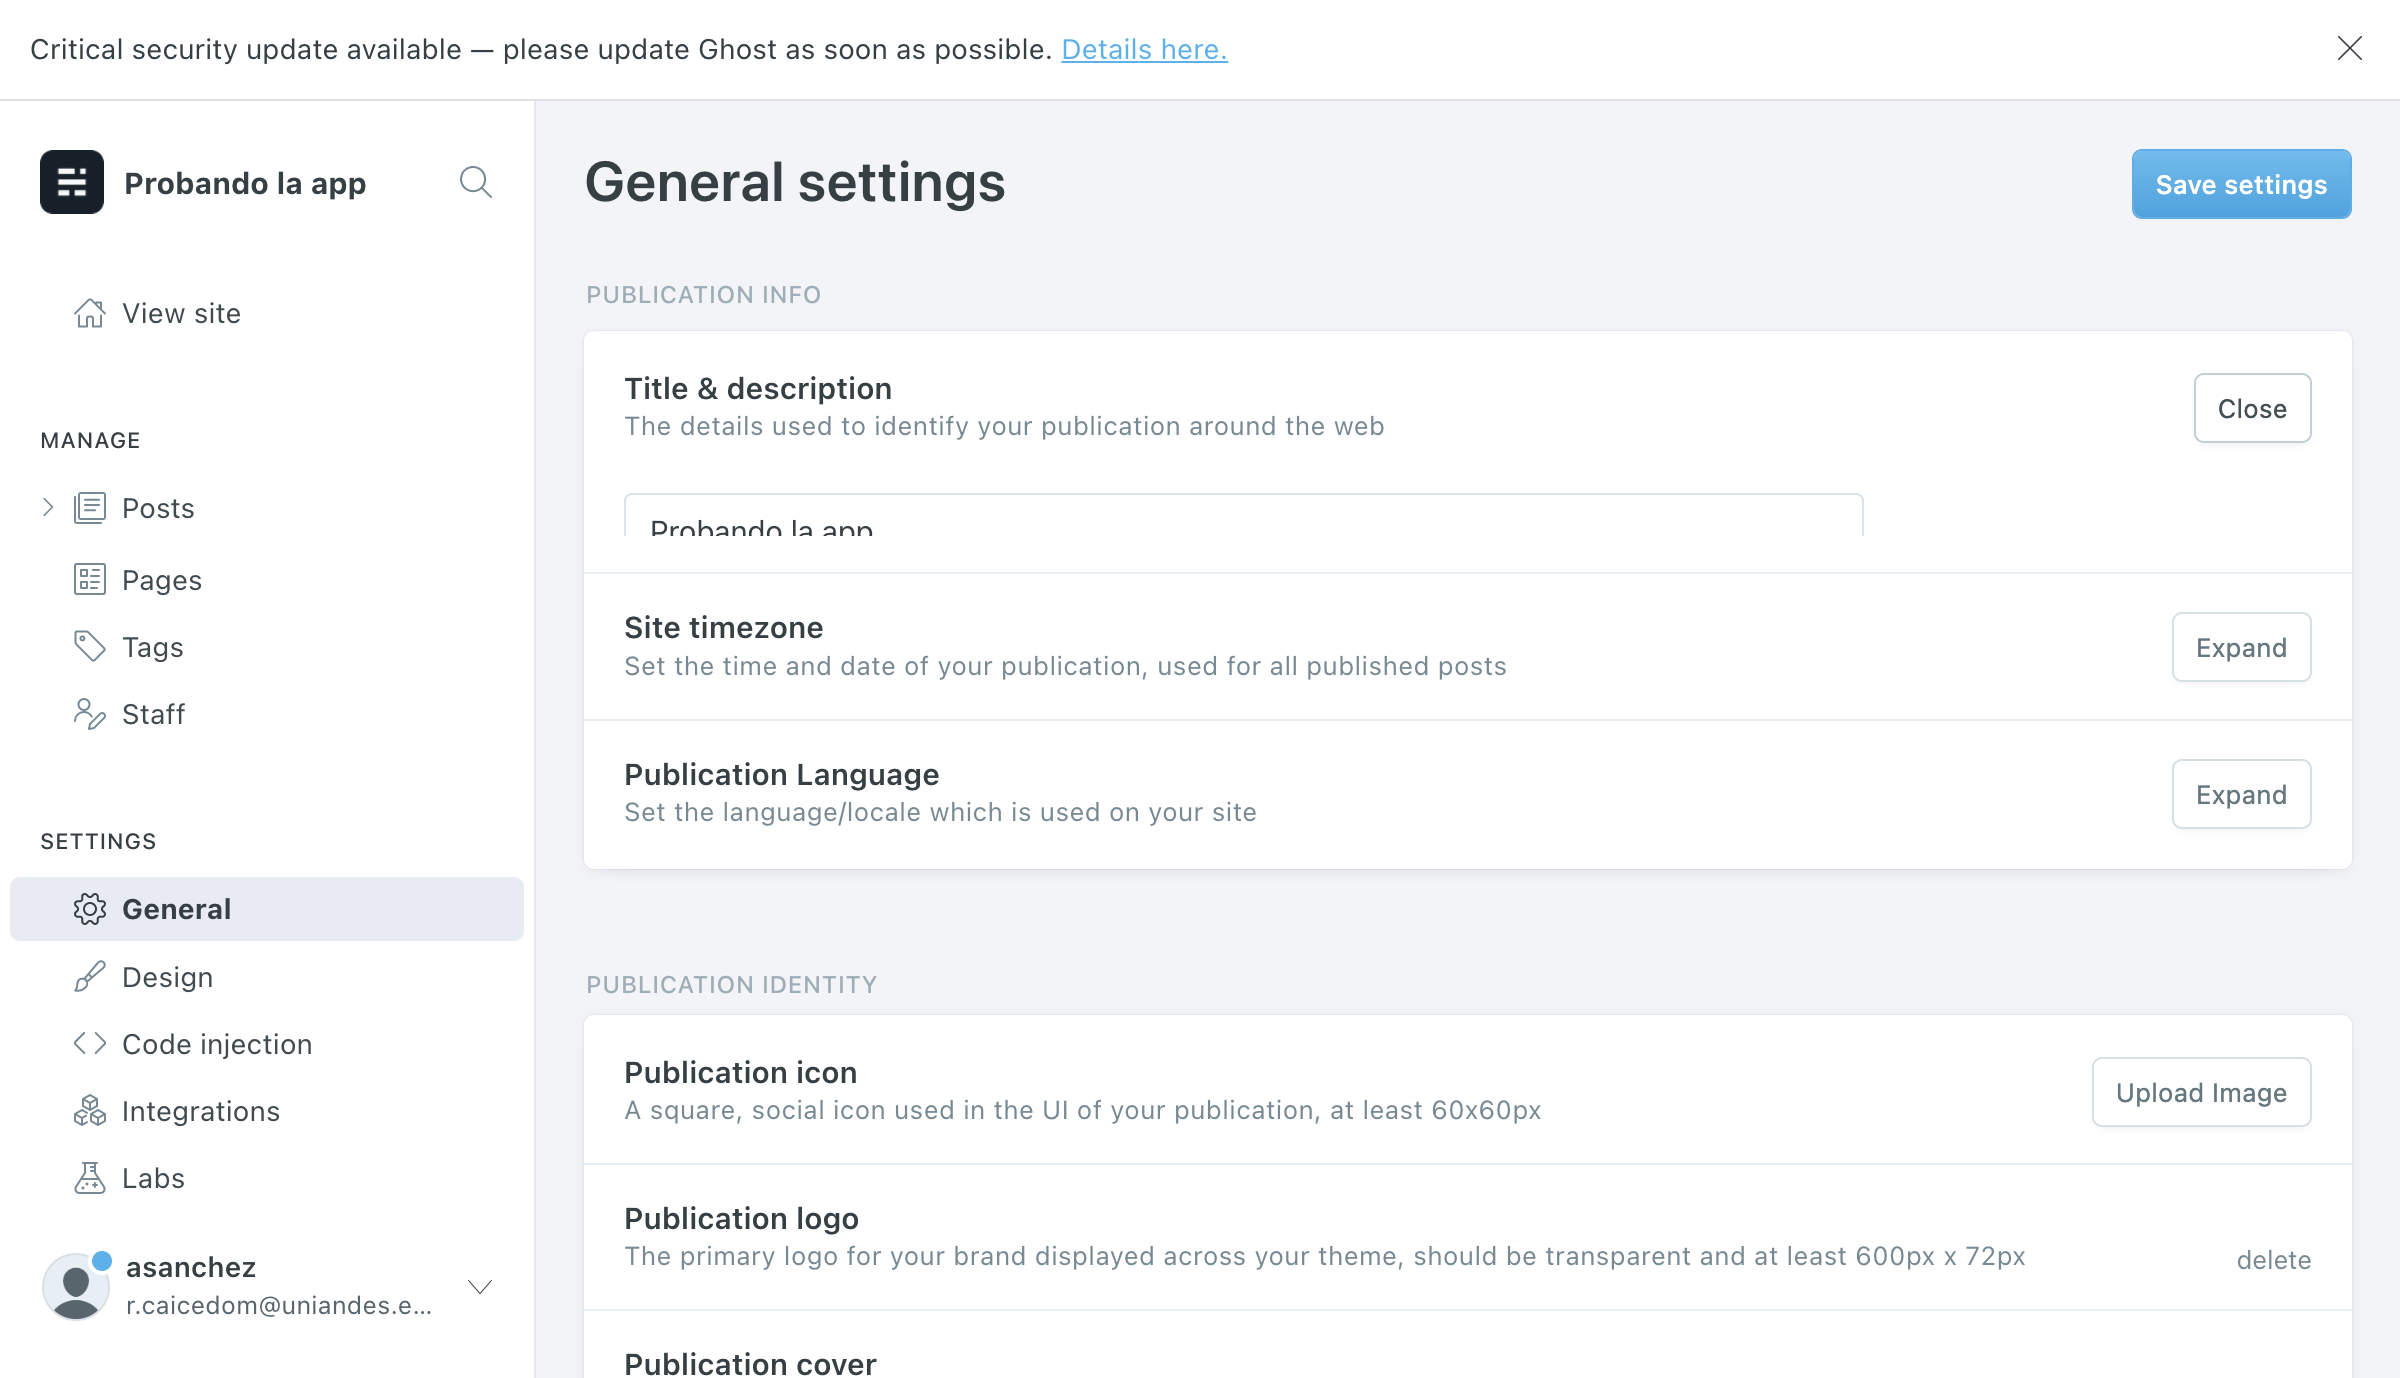 Critical security update available — please update Ghost as soon as possible. Details here.
Probando la app
View site
MANAGE
Posts
Pages
Tags
Staff
SETTINGS
General
Design
Code injection
Integrations
Labs
asanchez
r.caicedom@uniandes.e...
General settings
Save settings
PUBLICATION INFO
Title & description
The details used to identify your publication around the web
Close
Probando la app
Site timezone
Set the time and date of your publication, used for all published posts
Expand
Publication Language
Set the language/locale which is used on your site
Expand
PUBLICATION IDENTITY
Publication icon
A square, social icon used in the UI of your publication, at least 60x60px
Upload Image
Publication logo
The primary logo for your brand displayed across your theme, should be transparent and at least 600px x 72px
delete
Publication cover